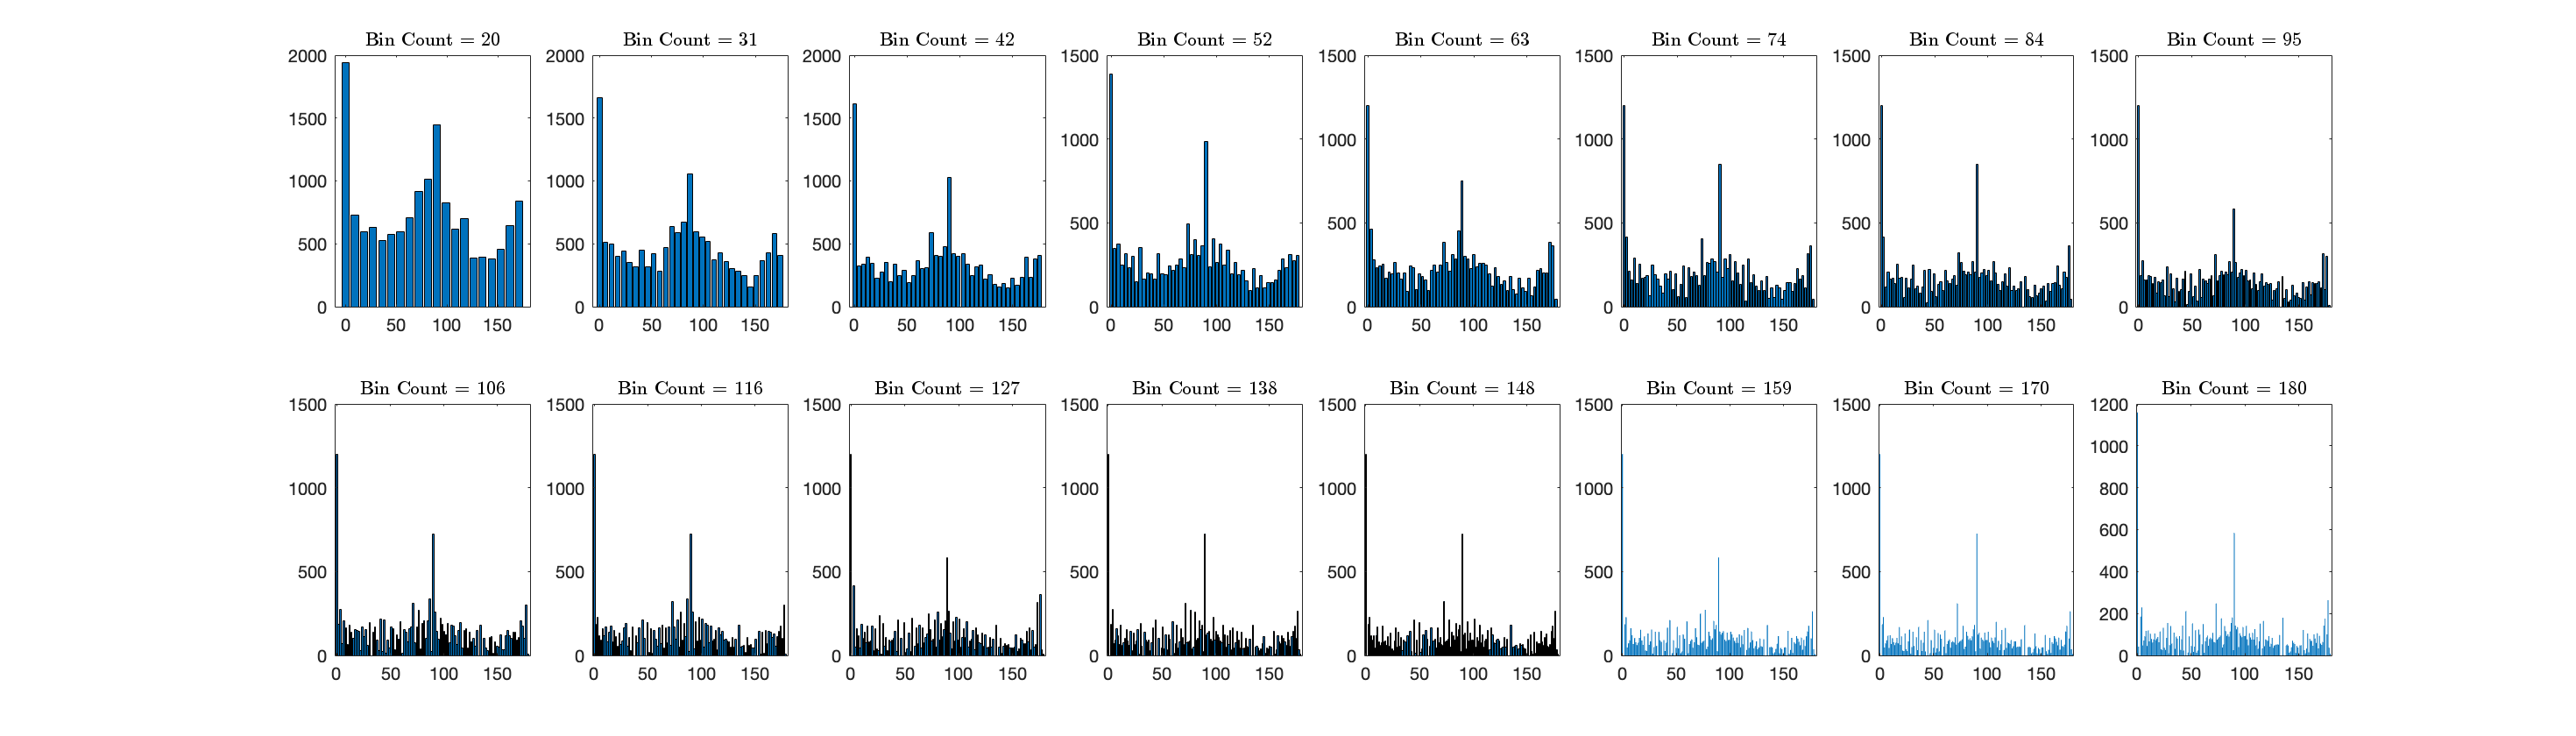 Bin Count = 20 Bin Count = 31 Bin Count = 42 Bin Count = 52 Bin Count = 63 Bin Count = 74 Bin Count = 84 Bin Count = 95
2000 2000 2000 1500 1500 1500 1500 1500
1500 1500 1500 1000 1000 1000 1000 1000
1000 1000 1000 500 500 500 500 500
500 500 500
0 0 0 0 0 0 0 0
0 50 100 150 0 50 100 150 0 50 100 150 0 50 100 150 0 50 100 150 0 50 100 150 0 50 100 150 0 50 100 150
Bin Count = 106 Bin Count = 116 Bin Count = 127 Bin Count = 138 Bin Count = 148 Bin Count = 159 Bin Count = 170 Bin Count = 180
1500 1500 1500 1500 1500 1500 1500 1200
1000 1000 1000 1000 1000 1000 1000 1000
500 500 500 500 500 500 500 800
600
400
200
0 0 0 0 0 0 0 0
0 50 100 150 0 50 100 150 0 50 100 150 0 50 100 150 0 50 100 150 0 50 100 150 0 50 100 150 0 50 100 150